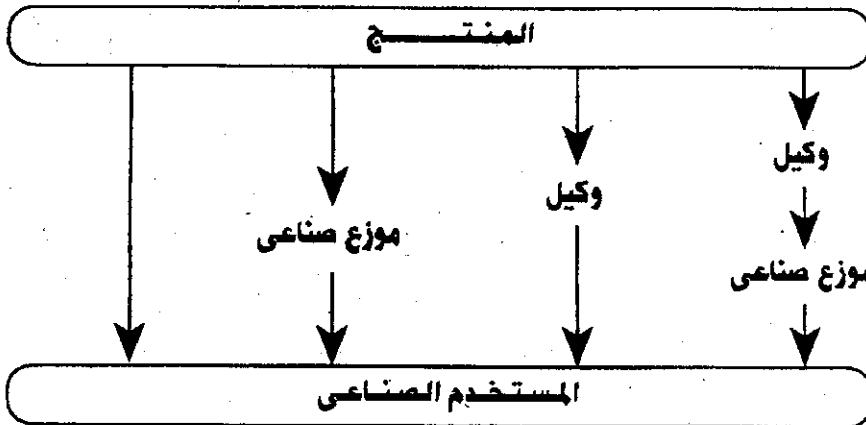 المنتج
وكيل
وكيل
موزع صناعى
موزع صناعى
المستخدم الصناعى